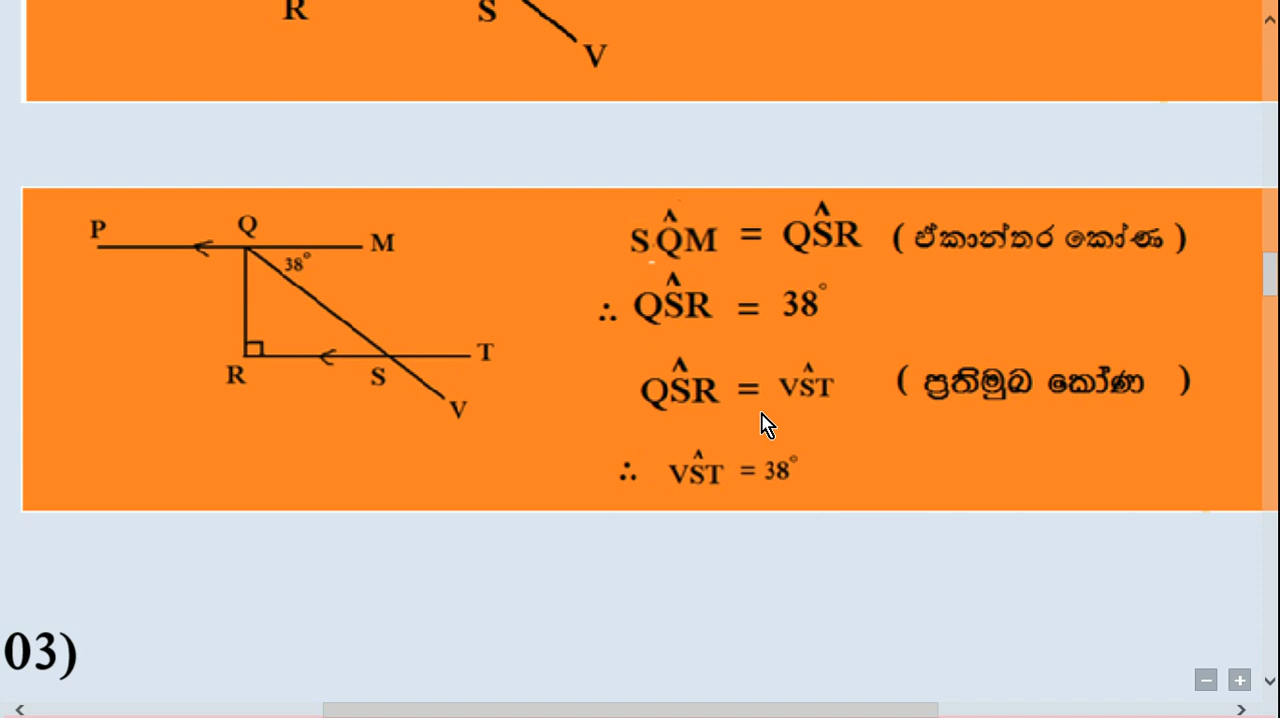 R S
V
P Q M
38°
R S T
V
SQ̂M = QŜR ( ඒකාන්තර කෝණ )
∴ QŜR = 38°
QŜR = VŜT ( ප්‍රතිමුඛ කෝණ )
∴ VŜT = 38°
03)